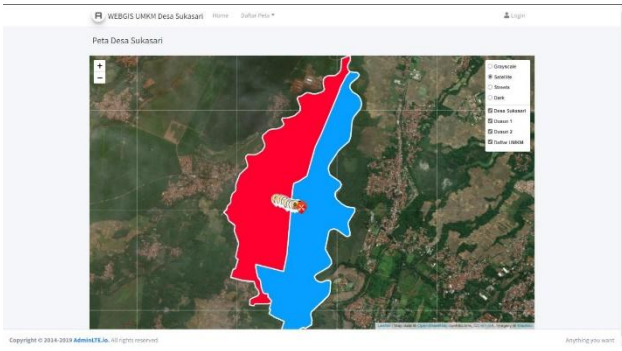 WEBGIS UMKM Desa Sukasari Home Daftar Peta Login
Peta Desa Sukasari
+
−
Grayscale
Satellite
Streets
Dark
Desa Sukasari
Dusun 1
Dusun 2
Daftar UMKM
Copyright © 2014-2019 AdminLTE.io. All rights reserved. Anything you want